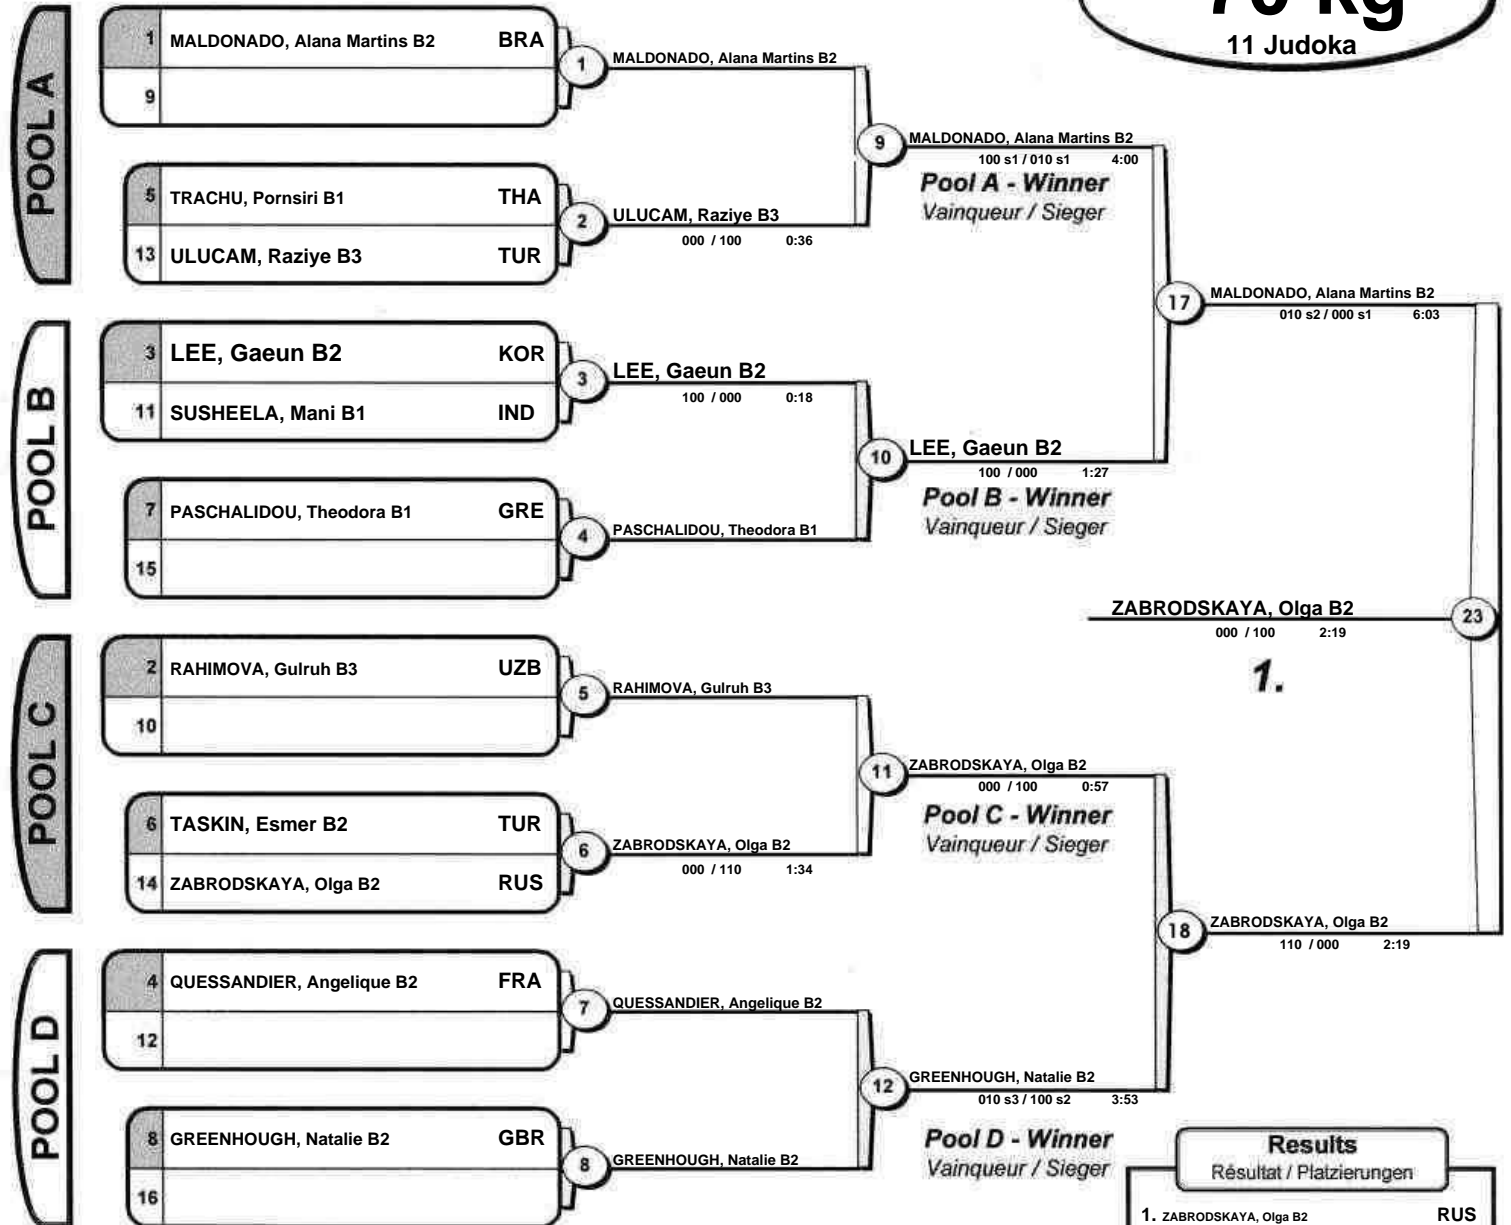 70 kg
11 Judoka
POOL A
1 MALDONADO, Alana Martins B2 BRA
9
1
MALDONADO, Alana Martins B2
5 TRACHU, Pornsiri B1 THA
13 ULUCAM, Raziye B3 TUR
2
ULUCAM, Raziye B3
000 / 100 0:36
9
MALDONADO, Alana Martins B2
100 s1 / 010 s1 4:00
Pool A - Winner
Vainqueur / Sieger
POOL B
3 LEE, Gaeun B2 KOR
11 SUSHEELA, Mani B1 IND
3
LEE, Gaeun B2
100 / 000 0:18
7 PASCHALIDOU, Theodora B1 GRE
15
4
PASCHALIDOU, Theodora B1
10
LEE, Gaeun B2
100 / 000 1:27
Pool B - Winner
Vainqueur / Sieger
17
MALDONADO, Alana Martins B2
010 s2 / 000 s1 6:03
ZABRODSKAYA, Olga B2
000 / 100 2:19
23
1.
POOL C
2 RAHIMOVA, Gulruh B3 UZB
10
5
RAHIMOVA, Gulruh B3
6 TASKIN, Esmer B2 TUR
14 ZABRODSKAYA, Olga B2 RUS
6
ZABRODSKAYA, Olga B2
000 / 110 1:34
11
ZABRODSKAYA, Olga B2
000 / 100 0:57
Pool C - Winner
Vainqueur / Sieger
18
ZABRODSKAYA, Olga B2
110 / 000 2:19
POOL D
4 QUESSANDIER, Angelique B2 FRA
12
7
QUESSANDIER, Angelique B2
8 GREENHOUGH, Natalie B2 GBR
16
8
GREENHOUGH, Natalie B2
12
GREENHOUGH, Natalie B2
010 s3 / 100 s2 3:53
Pool D - Winner
Vainqueur / Sieger
Results
Résultat / Platzierungen
1. ZABRODSKAYA, Olga B2 RUS